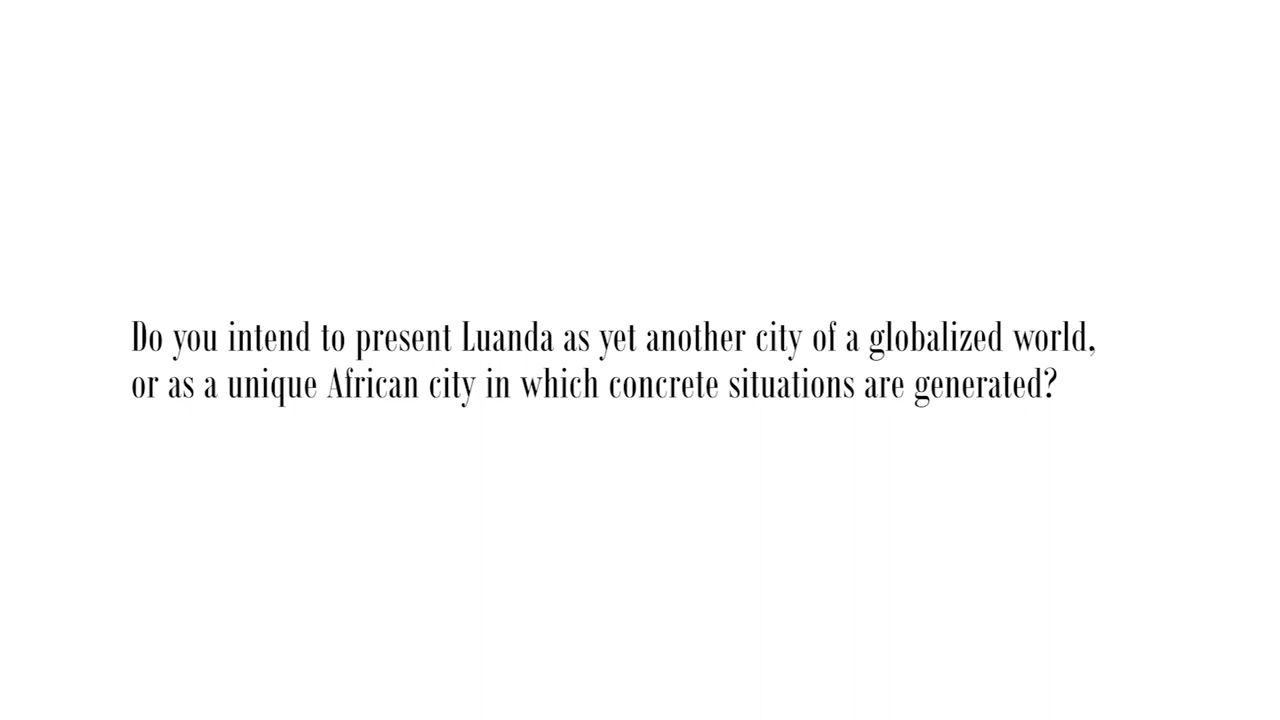 Do you intend to present Luanda as yet another city of a globalized world,
or as a unique African city in which concrete situations are generated?